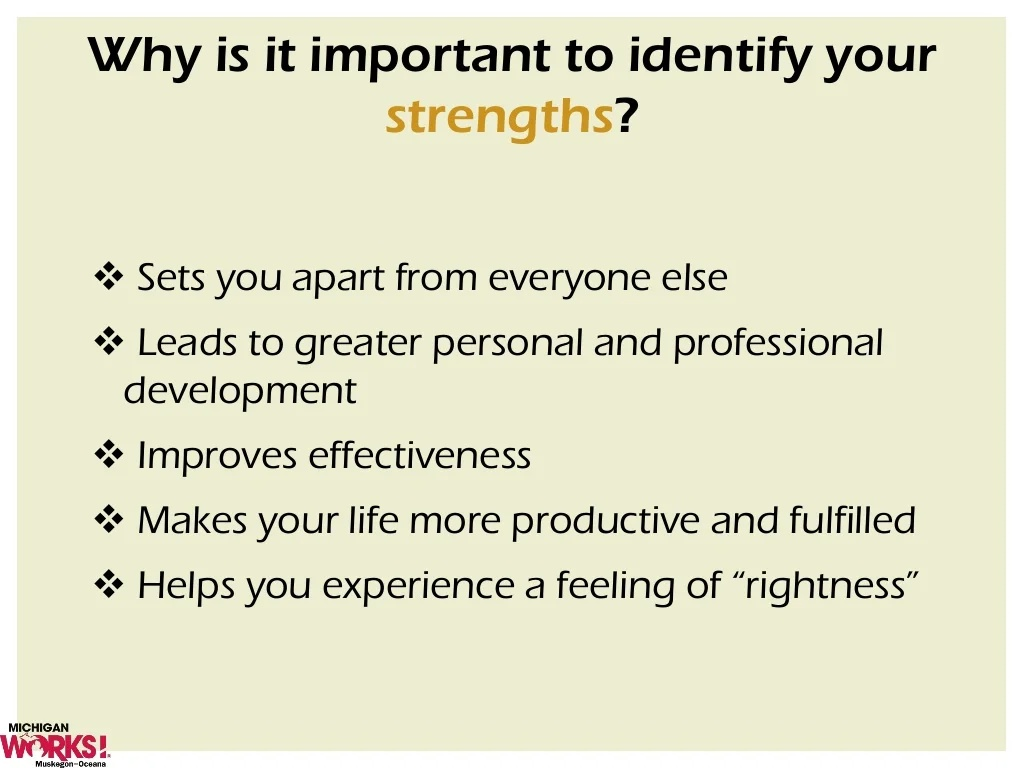 Why is it important to identify your
strengths?
❖ Sets you apart from everyone else
❖ Leads to greater personal and professional
development
❖ Improves effectiveness
❖ Makes your life more productive and fulfilled
❖ Helps you experience a feeling of “rightness”
MICHIGAN
WORKS!
Muskegon-Oceana